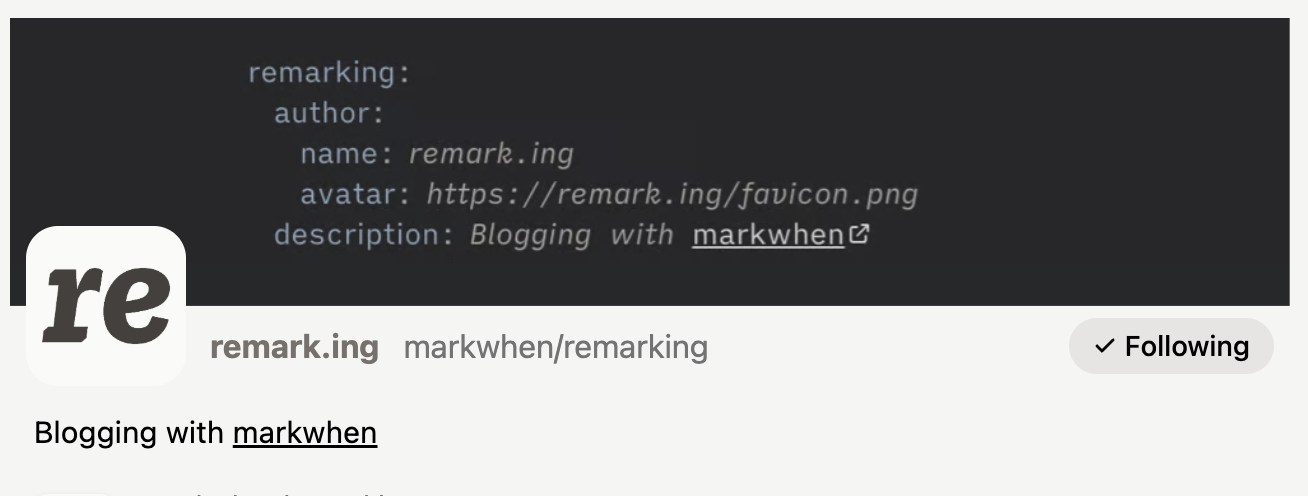 remarking:
author:
name: remark.ing
avatar: https://remark.ing/favicon.png
description: Blogging with markwhen
re
remark.ing markwhen/remarking
✓ Following
Blogging with markwhen